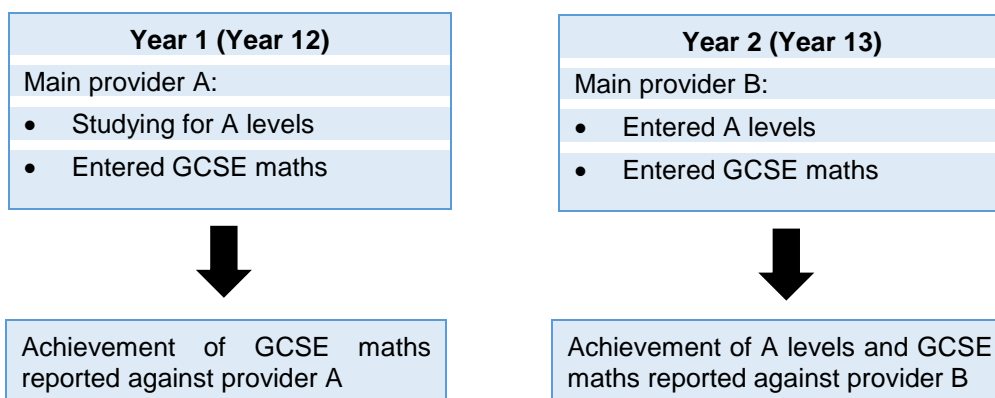 Year 1 (Year 12)
Main provider A:
• Studying for A levels
• Entered GCSE maths
Achievement of GCSE maths
reported against provider A
Year 2 (Year 13)
Main provider B:
• Entered A levels
• Entered GCSE maths
Achievement of A levels and GCSE
maths reported against provider B